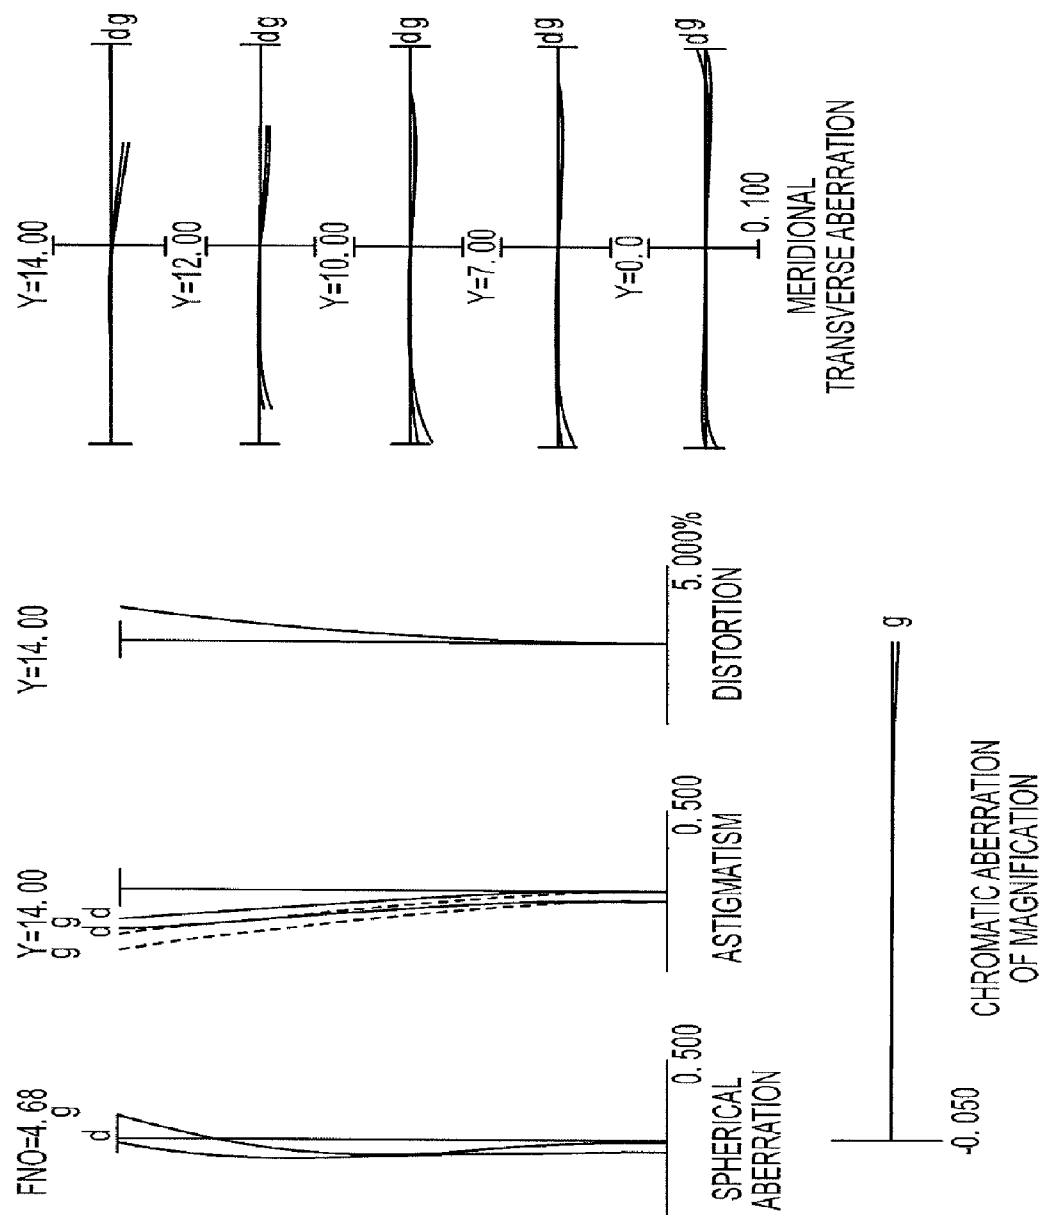 FNO=4.68
g
d
SPHERICAL
ABERRATION
0.500
Y=14.00
g g
d d
ASTIGMATISM
0.500
Y=14.00
DISTORTION
5.000%
Y=14.00
dg
Y=12.00
dg
Y=10.00
dg
Y=7.00
dg
Y=0.0
dg
0.100
MERIDIONAL
TRANSVERSE ABERRATION
g
-0.050
CHROMATIC ABERRATION
OF MAGNIFICATION